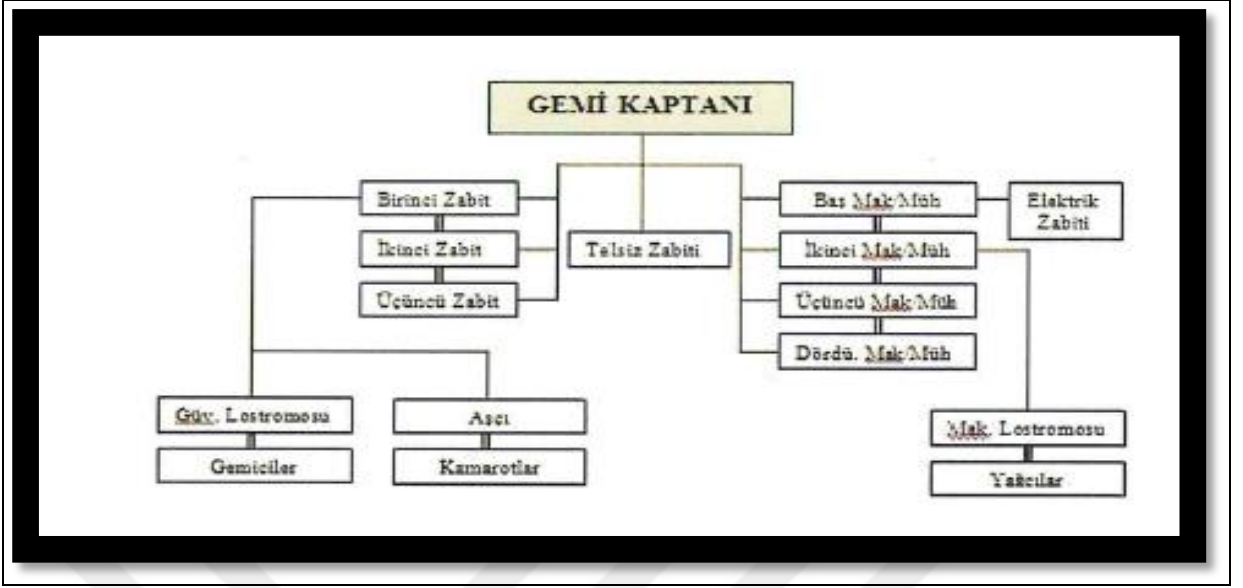 GEMİ KAPTANI
Birinci Zabit
İkinci Zabit
Üçüncü Zabit
Telsiz Zabiti
Baş Mak/Müh
İkinci Mak/Müh
Üçüncü Mak/Müh
Dördü. Mak/Müh
Elektrik
Zabiti
Güv. Lostromosu
Gemiciler
Aşçı
Kamarotlar
Mak. Lostromosu
Yağcılar